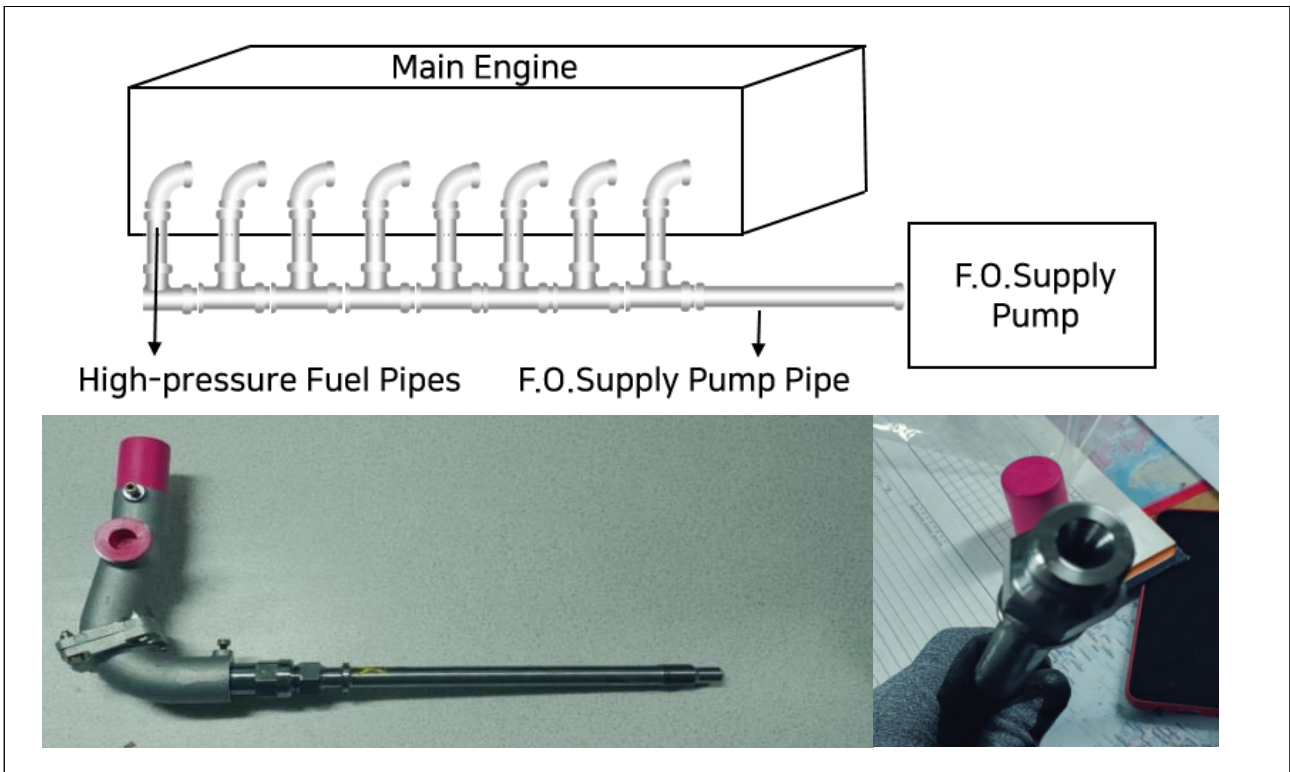 Main Engine
F.O.Supply
Pump
High-pressure Fuel Pipes
F.O.Supply Pump Pipe